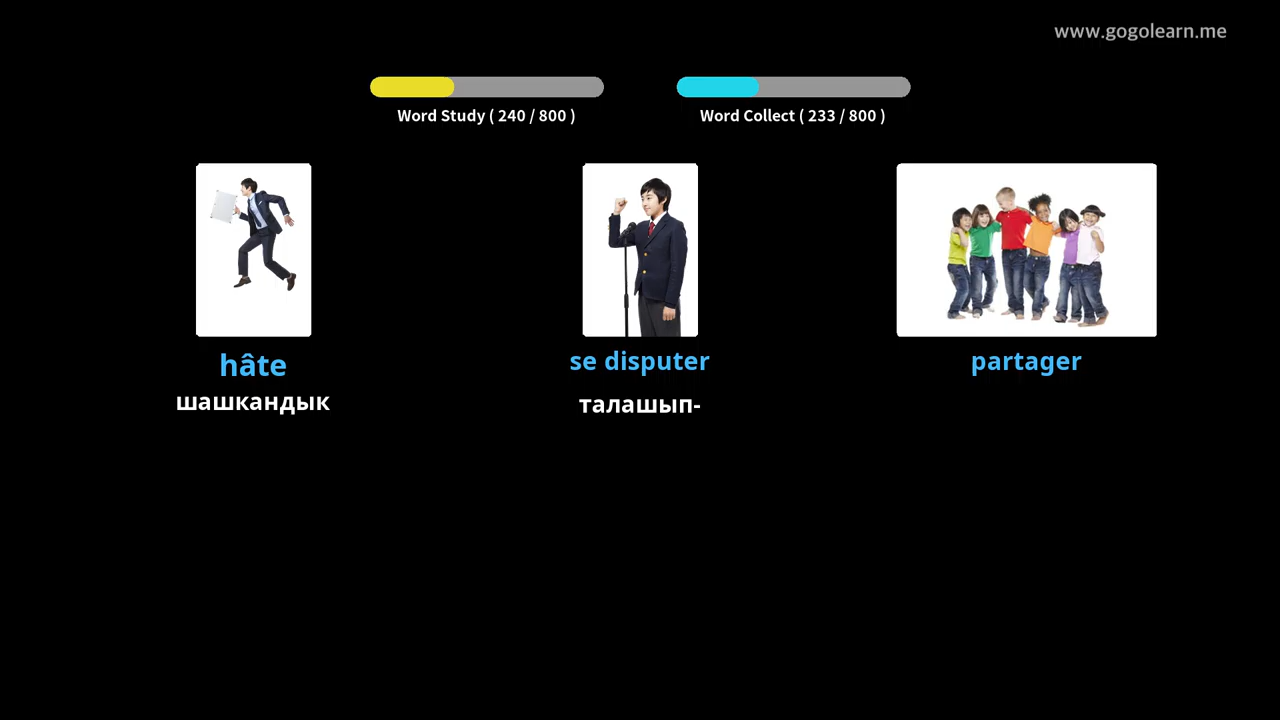 www.gogolearn.me
Word Study ( 240 / 800 )
Word Collect ( 233 / 800 )
hâte
шашкандык
se disputer
талашып-
partager